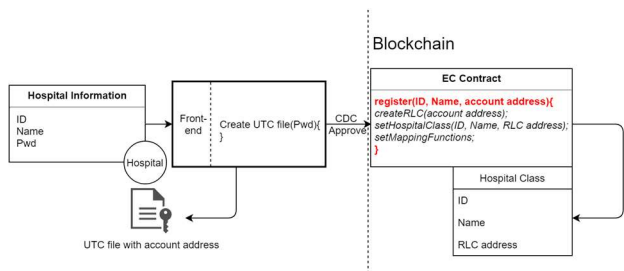 Blockchain
Hospital Information
ID
Name
Pwd
Hospital
Front-
end
Create UTC file(Pwd){
}
CDC
Approve
EC Contract
register(ID, Name, account address){
createRLC(account address);
setHospitalClass(ID, Name, RLC address);
setMappingFunctions;
}
Hospital Class
ID
Name
RLC address
UTC file with account address